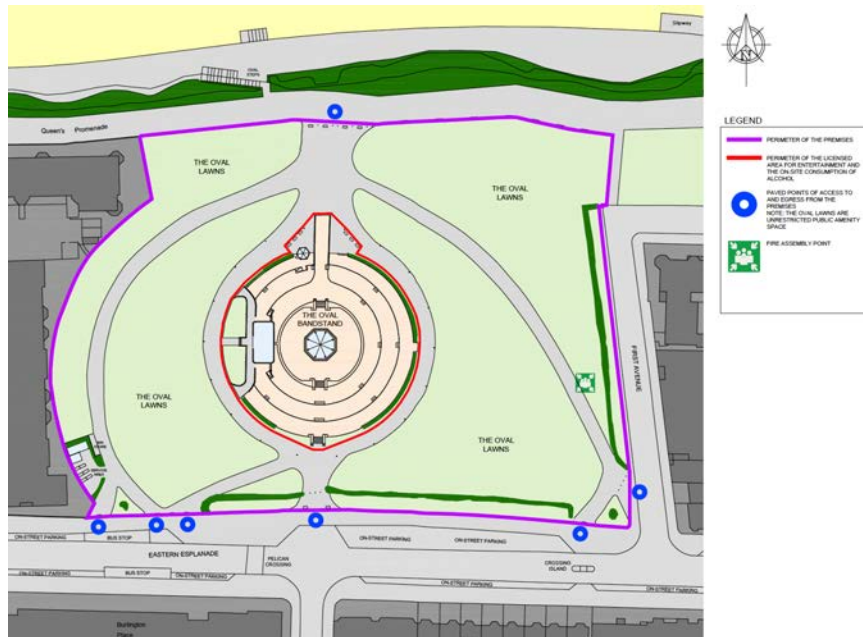 Slipway
OVAL
STEPS
Queen's Promenade
THE OVAL
LAWNS
THE OVAL
LAWNS
THE OVAL
BANDSTAND
THE OVAL
LAWNS
THE OVAL
LAWNS
FIRST AVENUE
ON-STREET PARKING
BUS STOP
EASTERN ESPLANADE
PELICAN
CROSSING
ON-STREET PARKING
ON-STREET PARKING
CROSSING
ISLAND
ON-STREET PARKING
BUS STOP
ON-STREET PARKING
ON-STREET PARKING
ON-STREET PARKING
Burlington
Place
N
LEGEND
PERIMETER OF THE PREMISES
PERIMETER OF THE LICENSED
AREA FOR ENTERTAINMENT AND
THE ON-SITE CONSUMPTION OF
ALCOHOL
PAVED POINTS OF ACCESS TO
AND EGRESS FROM THE
PREMISES
NOTE: THE OVAL LAWNS ARE
UNRESTRICTED PUBLIC AMENITY
SPACE
FIRE ASSEMBLY POINT